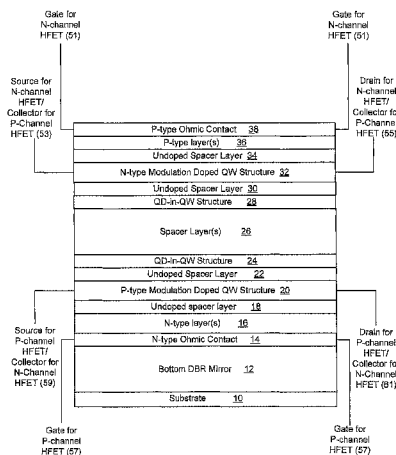 Gate for
N-channel
HFET (51)
Gate for
N-channel
HFET (51)
Source for
N-channel
HFET/
Collector for
P-Channel
HFET (53)
Drain for
N-channel
HFET/
Collector for
P-Channel
HFET (55)
P-type Ohmic Contact 38
P-type layer(s) 36
Undoped Spacer Layer 34
N-type Modulation Doped QW Structure 32
Undoped Spacer Layer 30
QD-in-QW Structure 28
Spacer Layer(s) 26
QD-in-QW Structure 24
Undoped Spacer Layer 22
P-type Modulation Doped QW Structure 20
Undoped spacer layer 18
N-type layer(s) 16
N-type Ohmic Contact 14
Bottom DBR Mirror 12
Substrate 10
Source for
P-channel
HFET/
Collector for
N-Channel
HFET (59)
Drain for
P-channel
HFET/
Collector for
N-Channel
HFET (61)
Gate for
P-channel
HFET (57)
Gate for
P-channel
HFET (57)